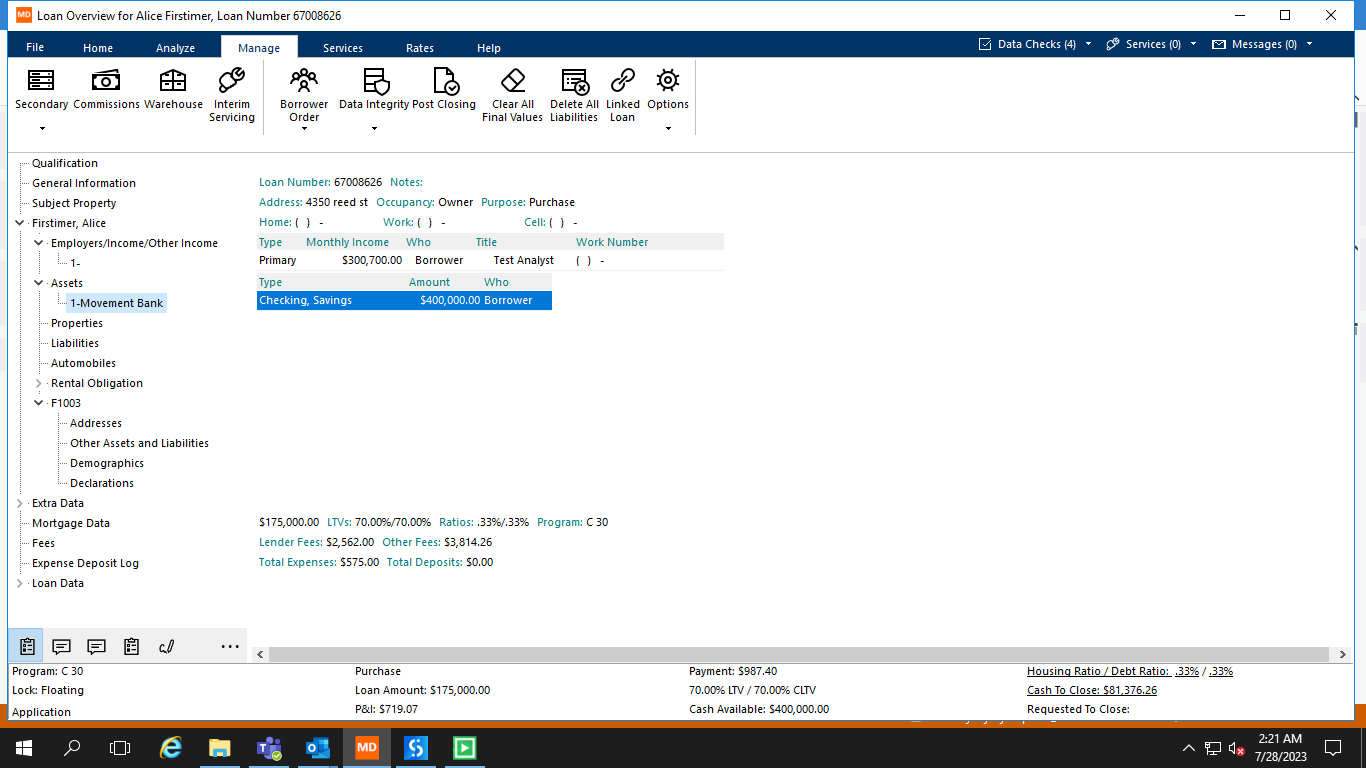 MD Loan Overview for Alice Firstimer, Loan Number 67008626
File Home Analyze Manage Services Rates Help Data Checks (4) Services (0) Messages (0)
Secondary Commissions Warehouse Interim Servicing Borrower Order Data Integrity Post Closing Clear All Final Values Delete All Liabilities Linked Loan Options
Qualification
General Information
Subject Property
Firstimer, Alice
Employers/Income/Other Income
1-
Assets
1-Movement Bank
Properties
Liabilities
Automobiles
Rental Obligation
F1003
Addresses
Other Assets and Liabilities
Demographics
Declarations
Extra Data
Mortgage Data
Fees
Expense Deposit Log
Loan Data
Loan Number: 67008626 Notes:
Address: 4350 reed st Occupancy: Owner Purpose: Purchase
Home: ( ) - Work: ( ) - Cell: ( ) -
Type Monthly Income Who Title Work Number
Primary $300,700.00 Borrower Test Analyst ( ) -
Type Amount Who
Checking, Savings $400,000.00 Borrower
$175,000.00 LTVs: 70.00%/70.00% Ratios: .33%/.33% Program: C 30
Lender Fees: $2,562.00 Other Fees: $3,814.26
Total Expenses: $575.00 Total Deposits: $0.00
Program: C 30 Purchase Payment: $987.40 Housing Ratio / Debt Ratio: .33% / .33%
Lock: Floating Loan Amount: $175,000.00 70.00% LTV / 70.00% CLTV Cash To Close: $81,376.26
Application P&I: $719.07 Cash Available: $400,000.00 Requested To Close:
MD
2:21 AM
7/28/2023